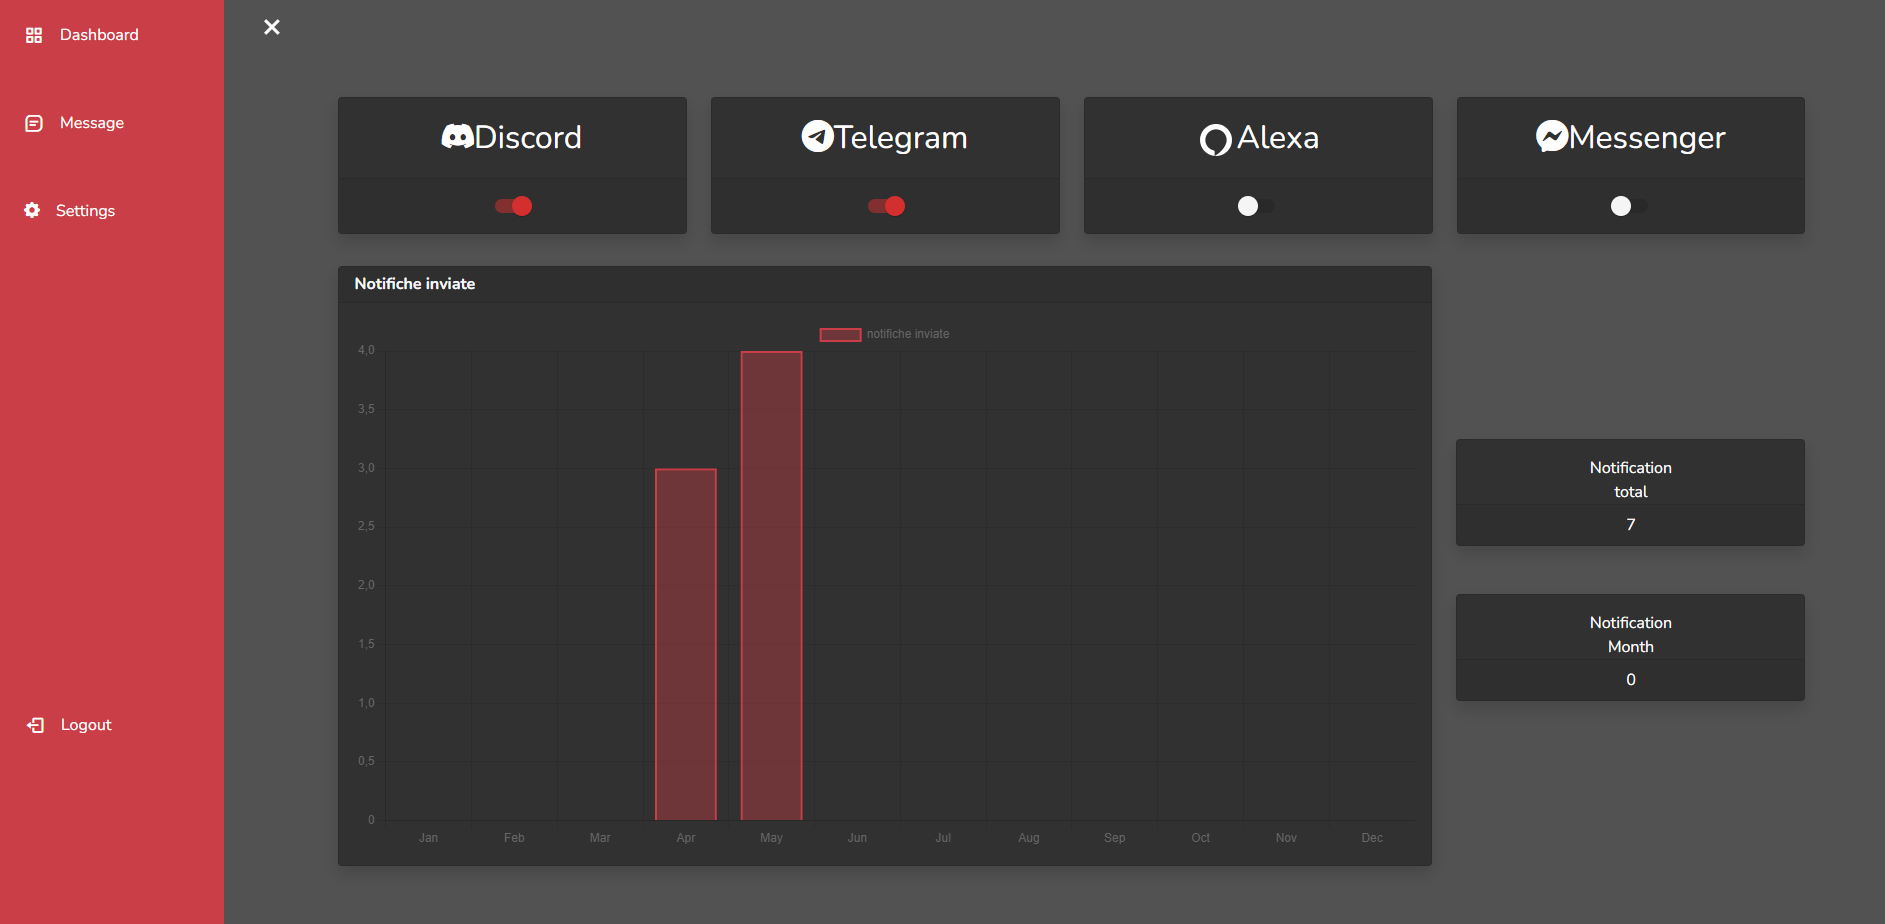 Dashboard
Message
Settings
Logout
Discord
Telegram
Alexa
Messenger
Notifiche inviate
notifiche inviate
4,0
3,5
3,0
2,5
2,0
1,5
1,0
0,5
0
Jan Feb Mar Apr May Jun Jul Aug Sep Oct Nov Dec
Notification
total
7
Notification
Month
0